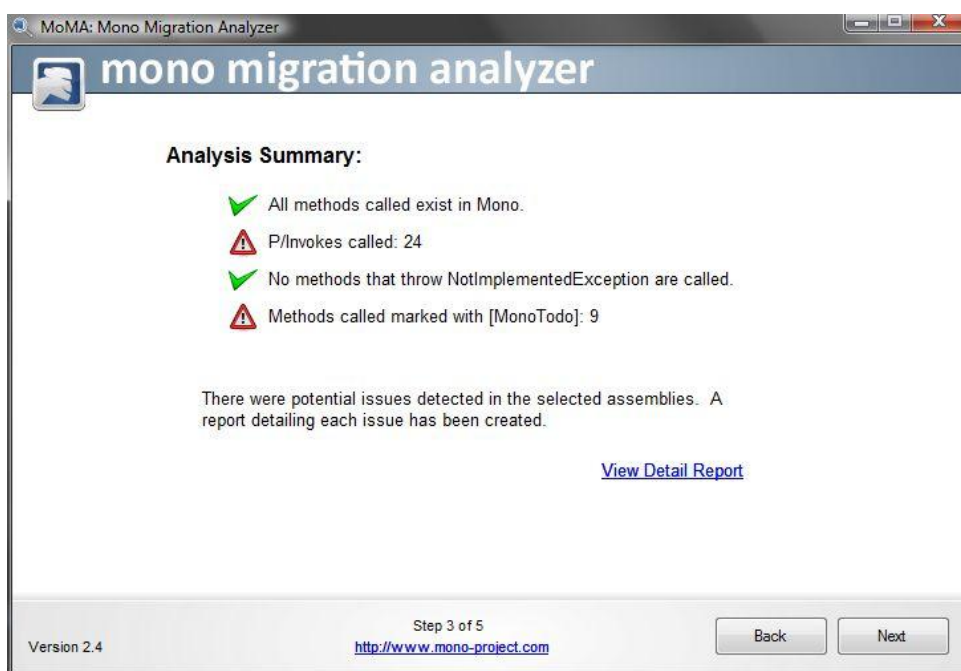 MoMA: Mono Migration Analyzer
mono migration analyzer
Analysis Summary:
All methods called exist in Mono.
P/Invokes called: 24
No methods that throw NotImplementedException are called.
Methods called marked with [MonoTodo]: 9
There were potential issues detected in the selected assemblies.  A
report detailing each issue has been created.
View Detail Report
Version 2.4
Step 3 of 5
http://www.mono-project.com
Back
Next